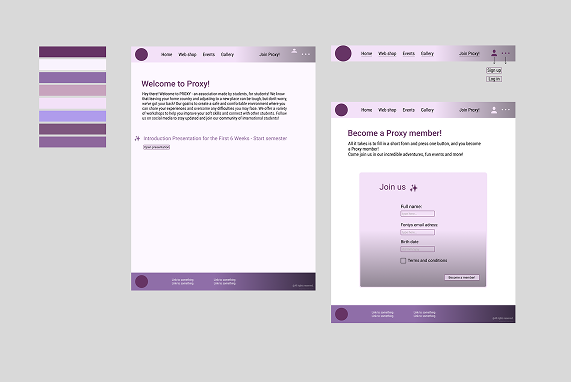 Home Web shop Events Gallery Join Proxy!
Welcome to Proxy!
Hey there! Welcome to PROXY! - an association made by students, for students! We know
that leaving your home country and adjusting to a new place can be tough, but don't worry,
we've got your back! Our goal is to create a safe and comfortable environment where you
can share your experiences and overcome any difficulties you may face. We offer a variety
of workshops to help you improve your soft skills and connect with other students. Follow
us on social media to stay updated and join our community of international students!
Introduction Presentation for the First 6 Weeks - Start semester
Open presentation
Link to something Link to something
Link to something Link to something
@All rights reserved
Home Web shop Events Gallery Join Proxy!
Sign up
Log in
Home Web shop Events Gallery Join Proxy!
Become a Proxy member!
All it takes is to fill in a short form and press one button, and you become
a Proxy member!
Come join us in our incredible adventures, fun events and more!
Join us
Full name:
Fontys email adress:
Birth date
Terms and conditions
Become a member!
Link to something Link to something
Link to something Link to something
@All rights reserved